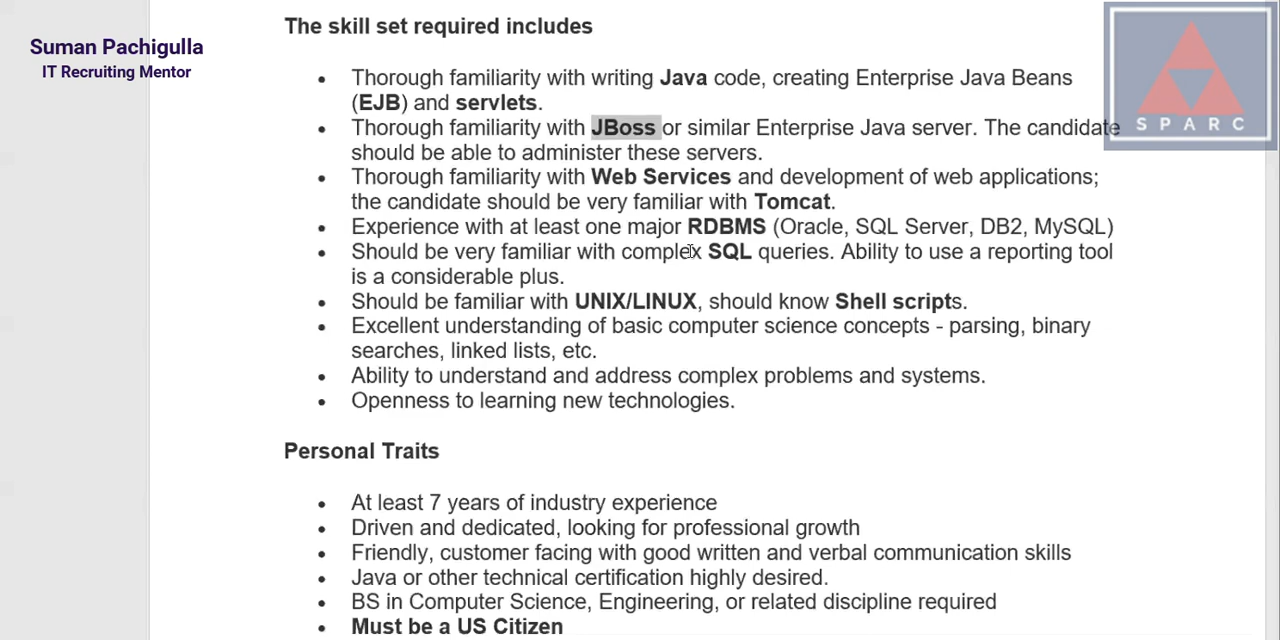 The skill set required includes
Suman Pachigulla
IT Recruiting Mentor
• Thorough familiarity with writing Java code, creating Enterprise Java Beans
(EJB) and servlets.
• Thorough familiarity with JBoss or similar Enterprise Java server. The candidate
should be able to administer these servers.
SPARC
• Thorough familiarity with Web Services and development of web applications;
the candidate should be very familiar with Tomcat.
• Experience with at least one major RDBMS (Oracle, SQL Server, DB2, MySQL)
• Should be very familiar with complex SQL queries. Ability to use a reporting tool
is a considerable plus.
• Should be familiar with UNIX/LINUX, should know Shell scripts.
• Excellent understanding of basic computer science concepts - parsing, binary
searches, linked lists, etc.
• Ability to understand and address complex problems and systems.
• Openness to learning new technologies.
Personal Traits
• At least 7 years of industry experience
• Driven and dedicated, looking for professional growth
• Friendly, customer facing with good written and verbal communication skills
• Java or other technical certification highly desired.
• BS in Computer Science, Engineering, or related discipline required
• Must be a US Citizen